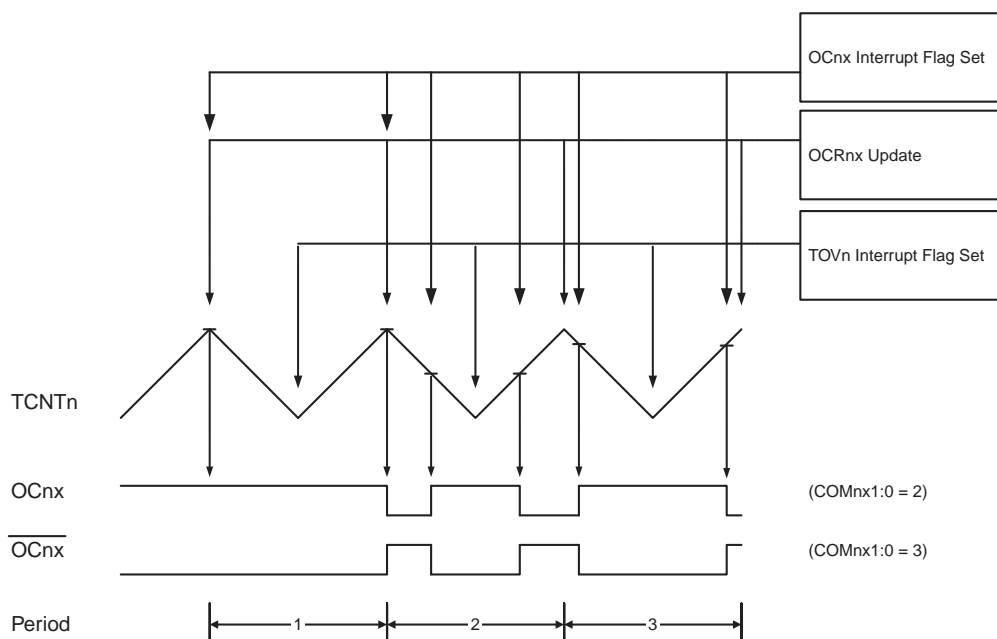 OCnx Interrupt Flag Set
OCRnx Update
TOVn Interrupt Flag Set
TCNTn
OCnx
(COMnx1:0 = 2)
OCnx
(COMnx1:0 = 3)
Period
1
2
3